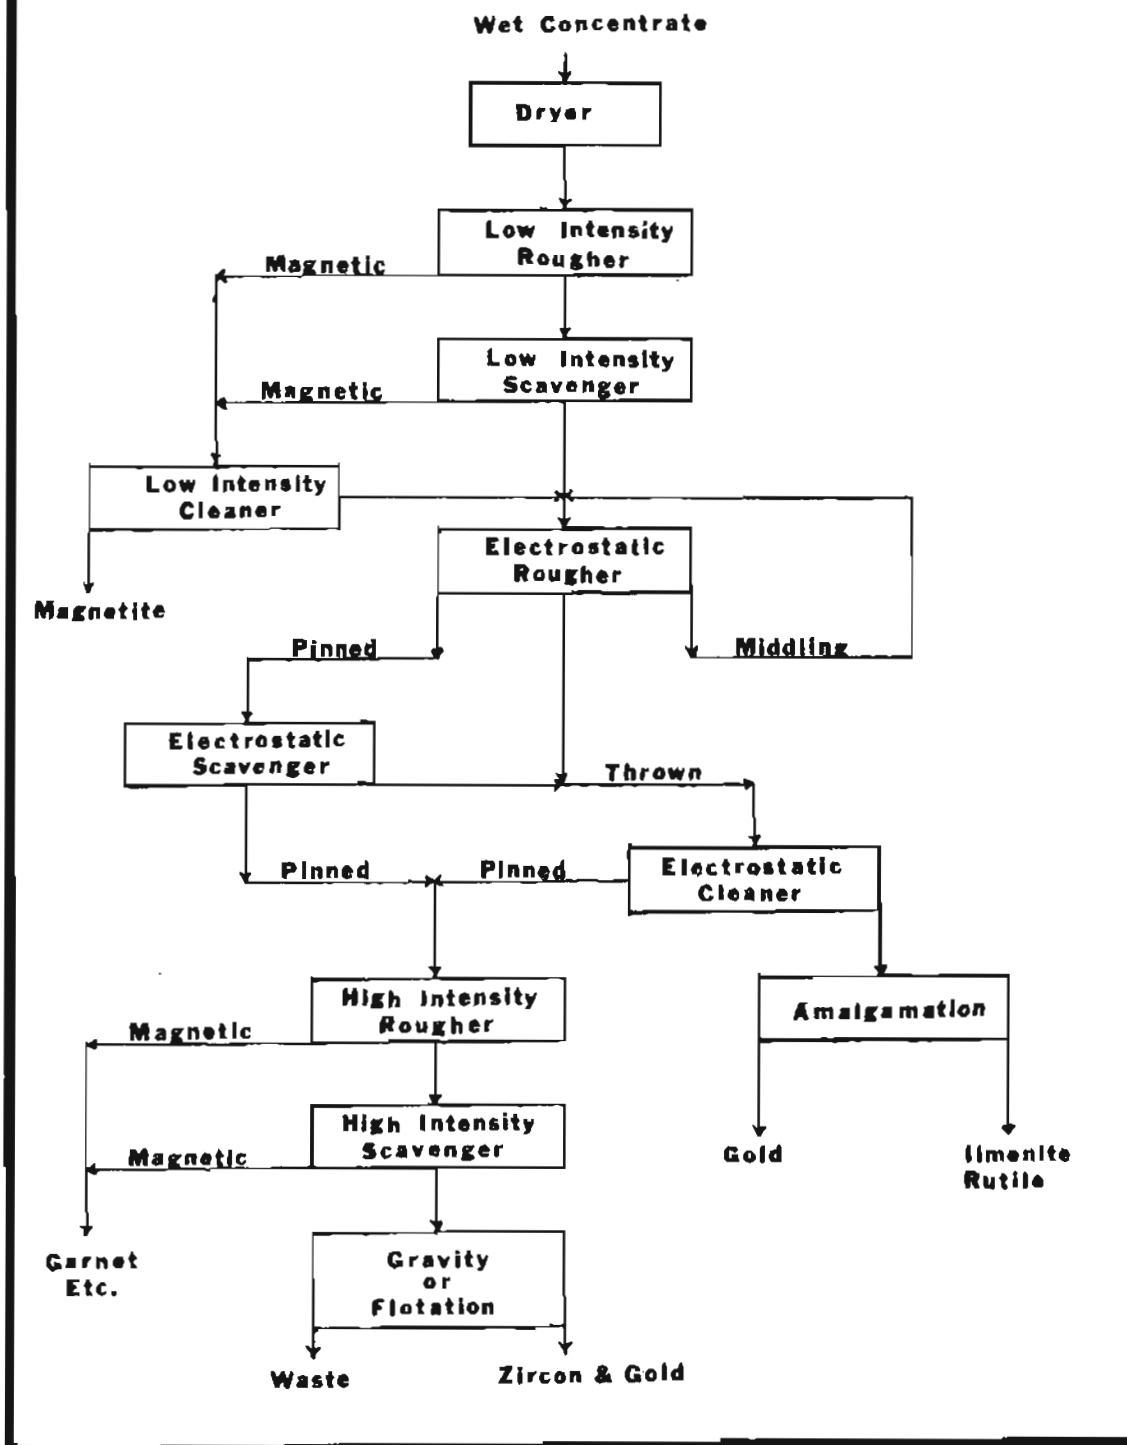 Wet Concentrate
Dryer
Low Intensity
Rougher
Magnetic
Low Intensity
Scavenger
Magnetic
Low Intensity
Cleaner
Electrostatic
Rougher
Magnetite
Pinned
Middling
Electrostatic
Scavenger
Thrown
Pinned
Pinned
Electrostatic
Cleaner
High Intensity
Rougher
Amalgamation
Magnetic
High Intensity
Scavenger
Magnetic
Gold
Ilmenite
Rutile
Garnet
Etc.
Gravity
or
Flotation
Waste
Zircon & Gold